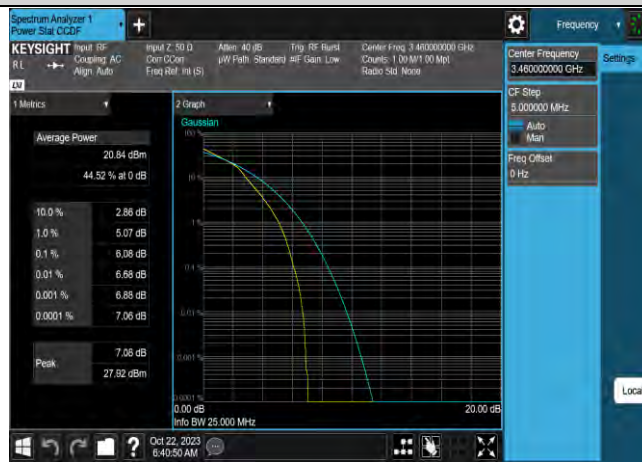 Spectrum Analyzer 1
Power Stat CCDF
Frequency
KEYSIGHT
RL
Input: RF
Coupling: AC
Align: Auto
Input Z: 50 Ω
Corr CCorr
Freq Ref: Int (S)
Atten: 40 dB
µW Path: Standard
Trig: RF Burst
#IF Gain: Low
Center Freq: 3.460000000 GHz
Counts: 1.00 M/1.00 Mpt
Radio Std: None
LXI
1 Metrics
Average Power
20.84 dBm
44.52 % at 0 dB
10.0 % 2.86 dB
1.0 % 5.07 dB
0.1 % 6.08 dB
0.01 % 6.68 dB
0.001 % 6.88 dB
0.0001 % 7.06 dB
Peak
7.08 dB
27.92 dBm
2 Graph
Gaussian
100 %
10 %
1 %
0.1 %
0.01 %
0.001 %
0.0001 %
0.00 dB
20.00 dB
Info BW 25.000 MHz
Center Frequency
3.460000000 GHz
Settings
CF Step
5.000000 MHz
Auto
Man
Freq Offset
0 Hz
Local
Oct 22, 2023
6:40:50 AM